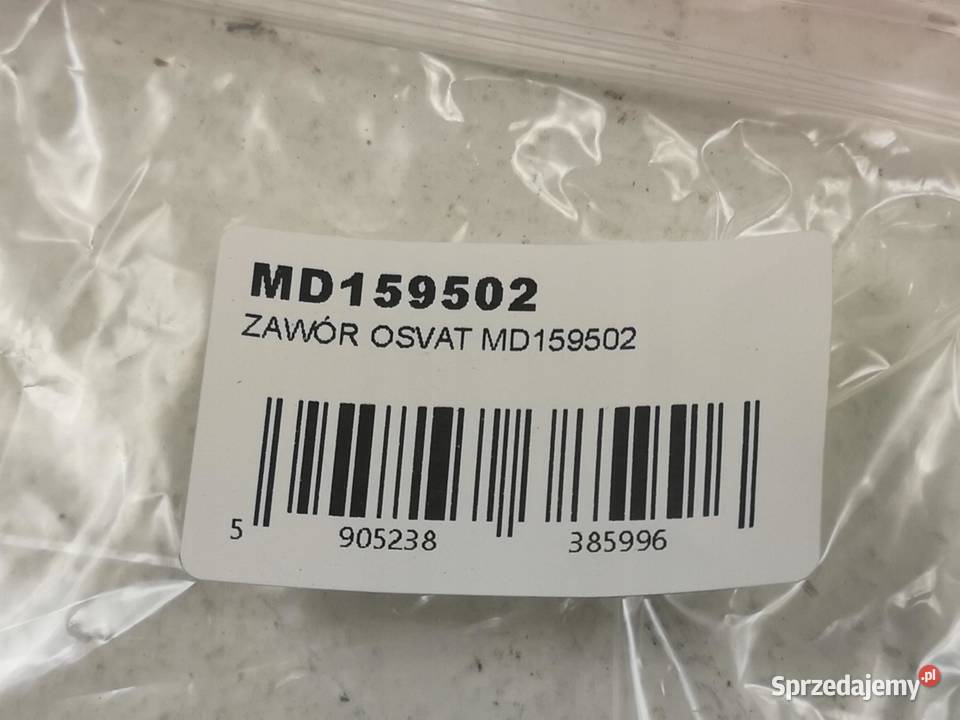 MD159502
ZAWÓR OSVAT MD159502
5 905238 385996
Sprzedajemy.pl